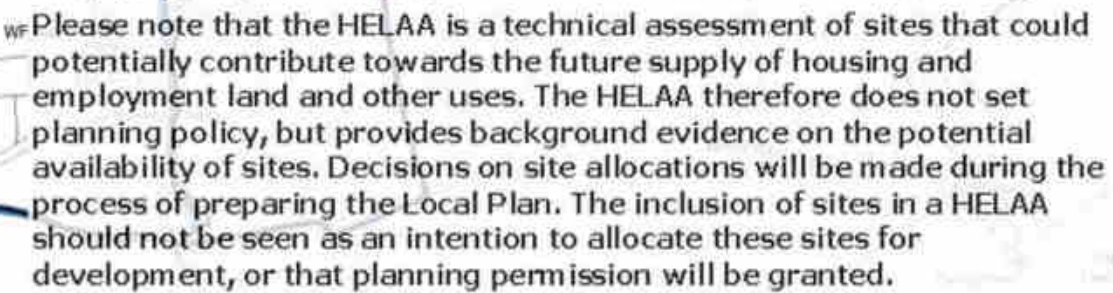 Please note that the HELAA is a technical assessment of sites that could
potentially contribute towards the future supply of housing and
employment land and other uses. The HELAA therefore does not set
planning policy, but provides background evidence on the potential
availability of sites. Decisions on site allocations will be made during the
process of preparing the Local Plan. The inclusion of sites in a HELAA
should not be seen as an intention to allocate these sites for
development, or that planning permission will be granted.